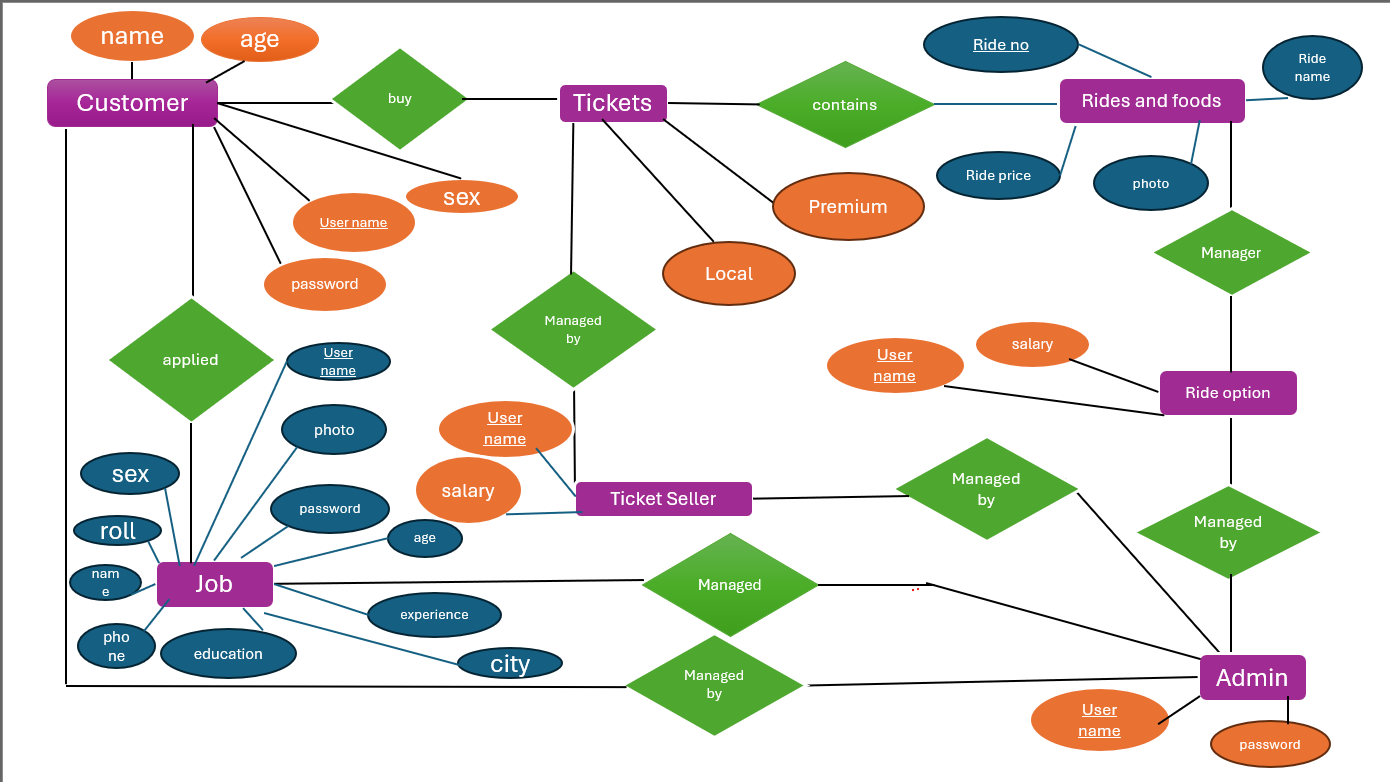 name
age
Ride no
Ride
name
Customer
buy
Tickets
contains
Rides and foods
sex
User name
password
Premium
Local
Ride price
photo
Manager
applied
Managed
by
User
name
salary
User
name
Ride option
photo
User
name
salary
sex
roll
password
age
Ticket Seller
Managed
by
Managed
by
nam
e
Job
Managed
experience
pho
ne
education
city
Managed
by
Admin
User
name
password